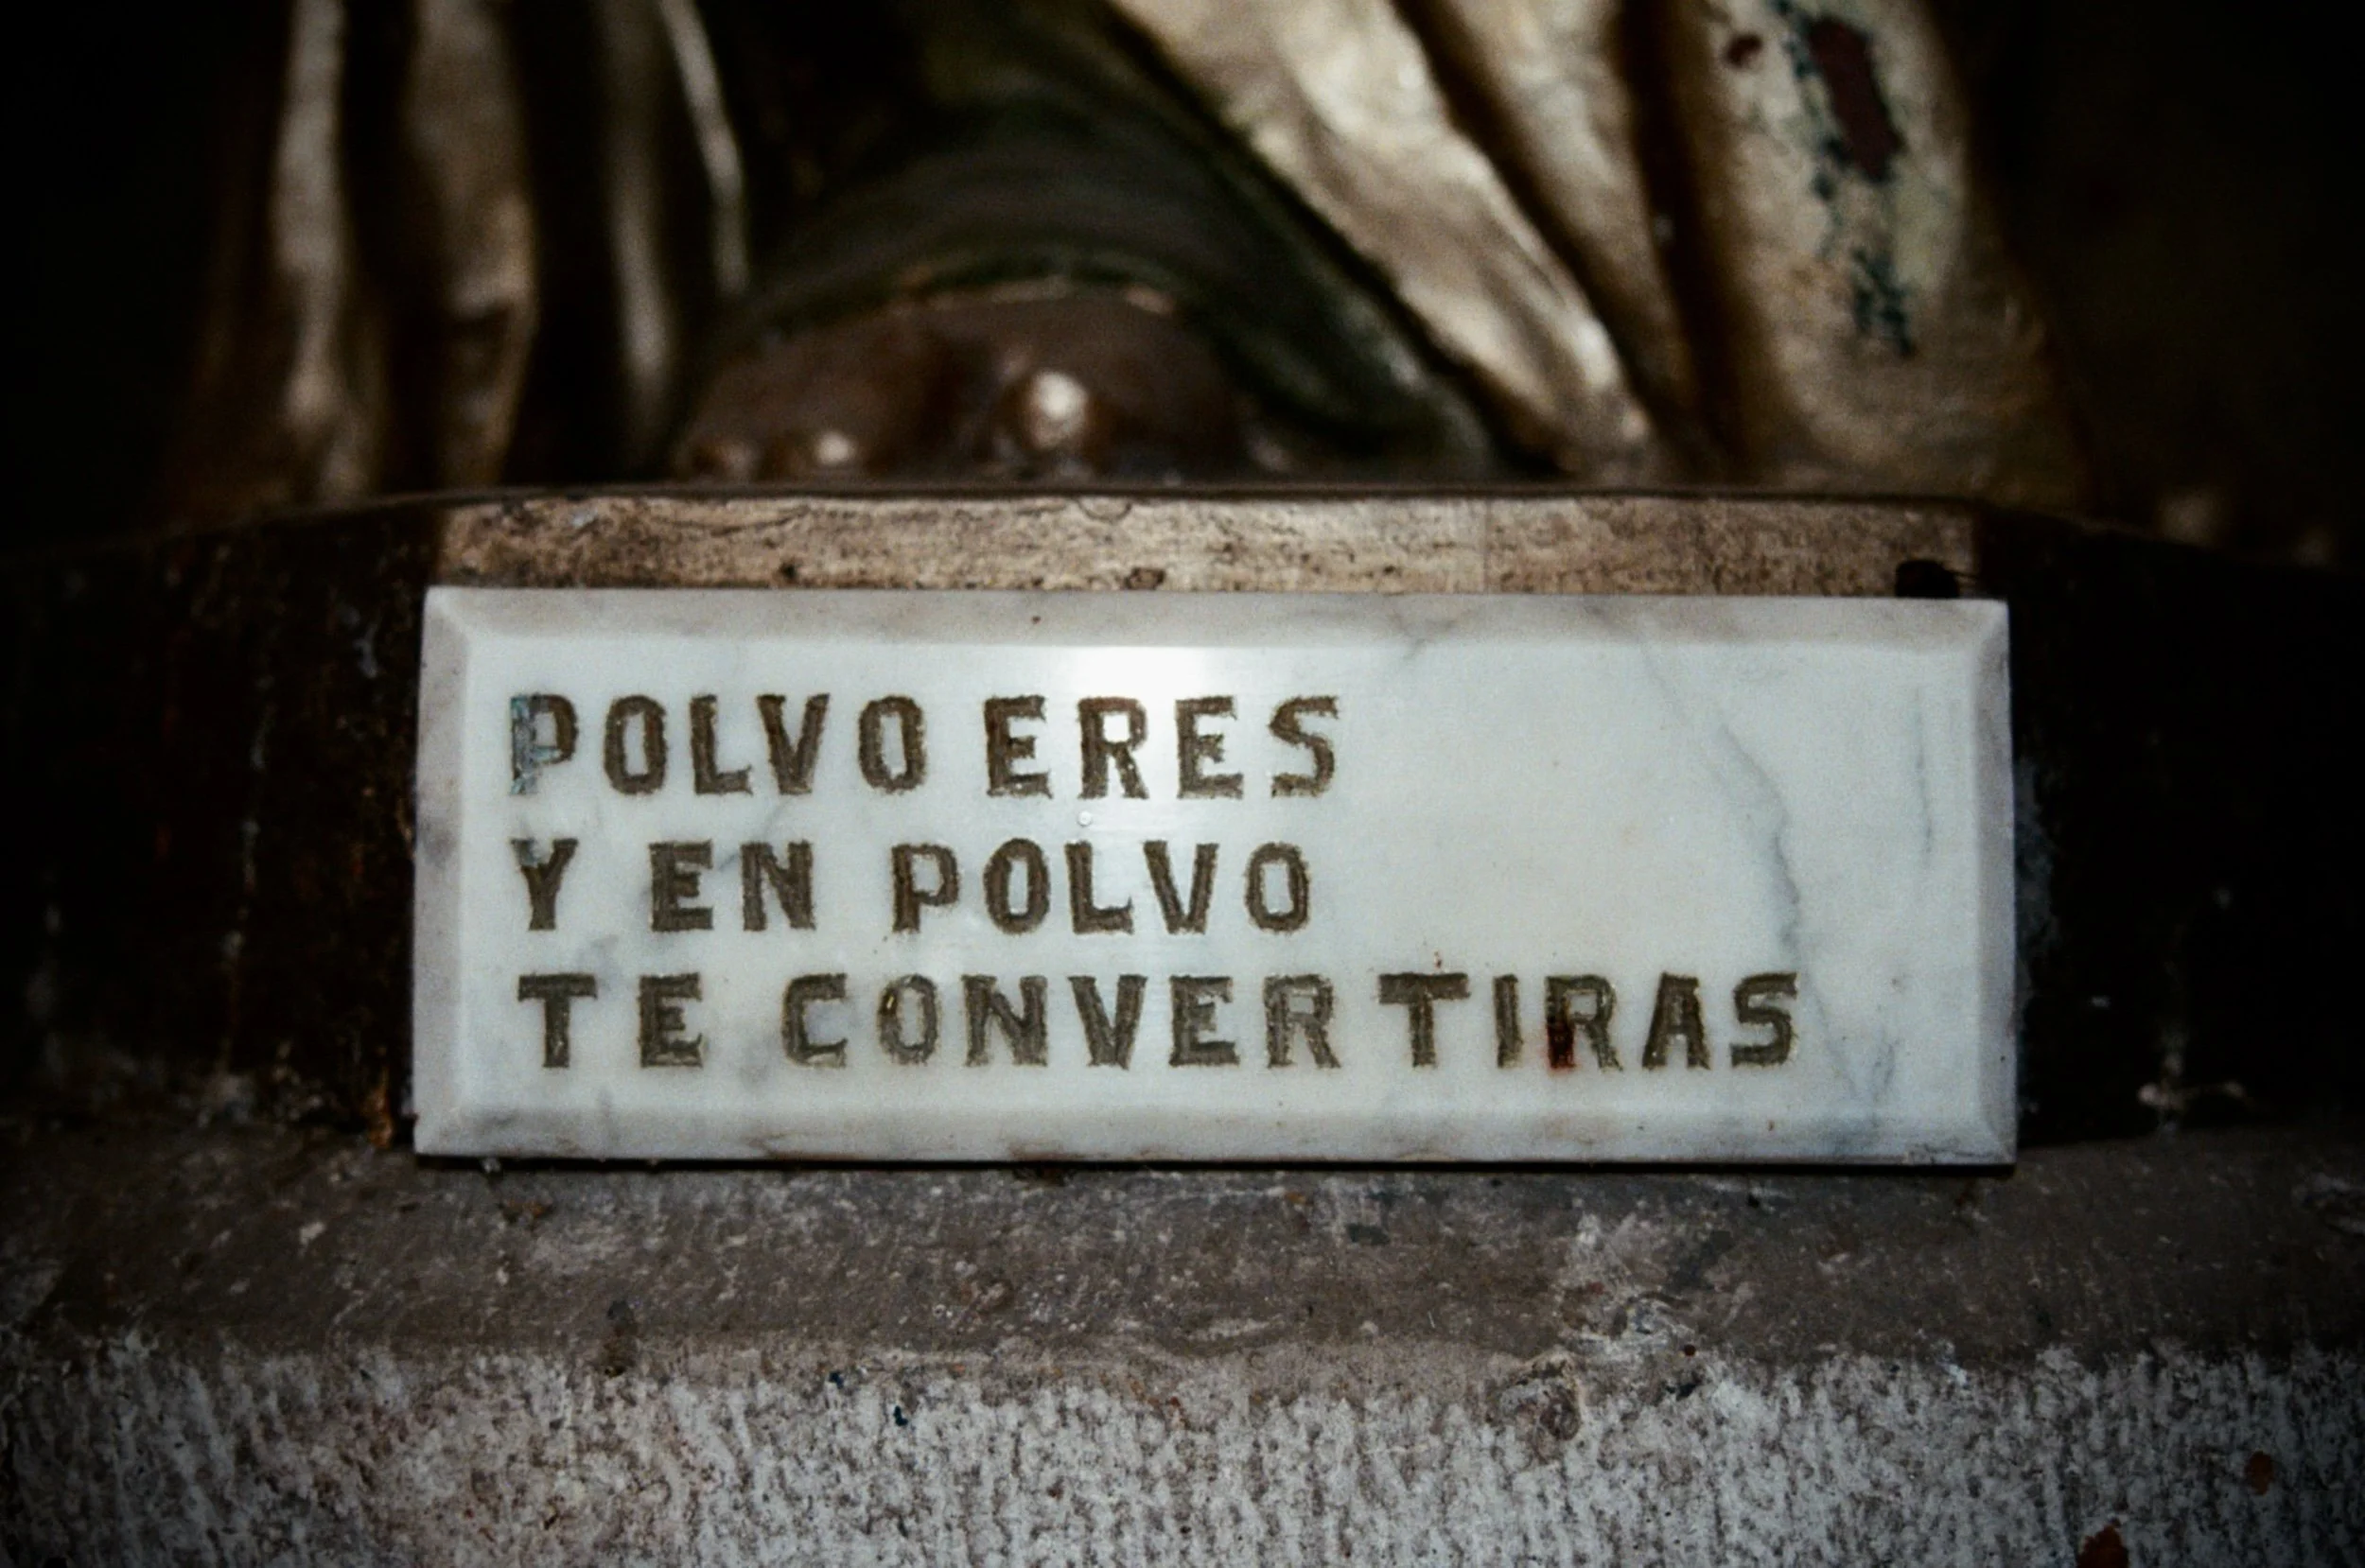 POLVO ERES
Y EN POLVO
TE CONVERTIRAS